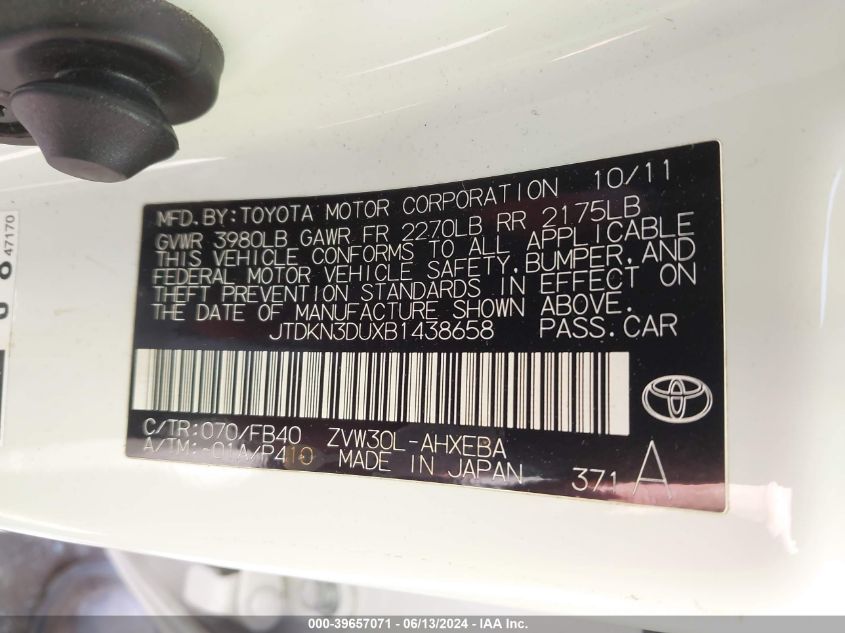 MFD. BY: TOYOTA MOTOR CORPORATION 10/11
GVWR 3980LB GAWR FR 2270LB RR 2175LB
THIS VEHICLE CONFORMS TO ALL APPLICABLE
FEDERAL MOTOR VEHICLE SAFETY, BUMPER, AND
THEFT PREVENTION STANDARDS IN EFFECT ON
THE DATE OF MANUFACTURE SHOWN ABOVE.
JTDKN3DUXB1438658 PASS.CAR
C/TR:070/FB40 ZVW30L-AHXEBA
A/TM:-01A/P410 MADE IN JAPAN 371 A
47170
000-39657071 - 06/13/2024 - IAA Inc.